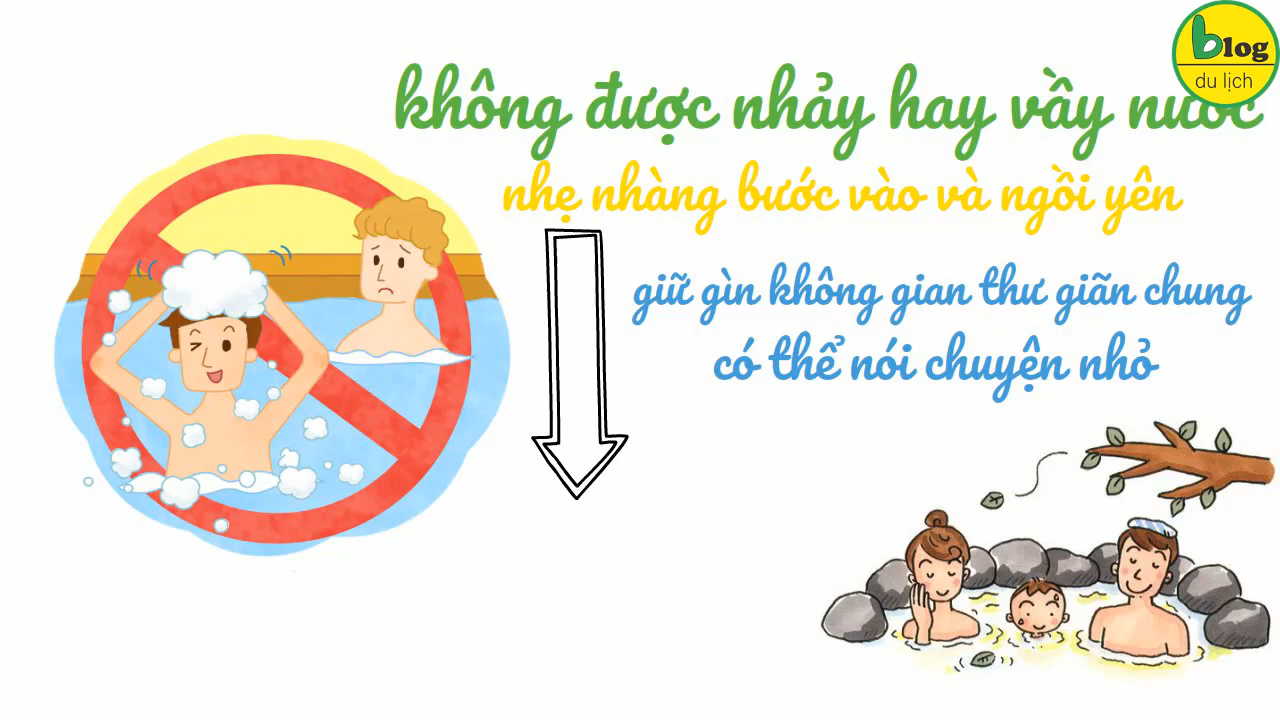 blog
du lịch
không được nhảy hay vầy nước
nhẹ nhàng bước vào và ngồi yên
giữ gìn không gian thư giãn chung
có thể nói chuyện nhỏ